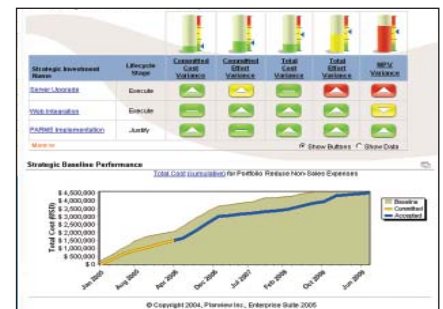 Committed Cost Variance
Committed Effort Variance
Total Cost Variance
Total Effort Variance
NPV Variance
Strategic Investment Name
Lifecycle Stage
Server Upgrade Execute
Web Integration Execute
PARMS Implementation Justify
More >>
Show Buttons Show Data
Strategic Baseline Performance
Total Cost (cumulative) for Portfolio Reduce Non-Sales Expenses
Total Cost (USD)
$ 4,500,000
$ 4,000,000
$ 3,500,000
$ 3,000,000
$ 2,500,000
$ 2,000,000
$ 1,500,000
$ 1,000,000
$ 500,000
$ 0
Jan 2005 Aug 2005 Apr 2006 Dec 2006 Jul 2007 Feb 2008 Oct 2008 Jun 2009
Baseline
Committed
Accepted
© Copyright 2004, Planview Inc., Enterprise Suite 2005